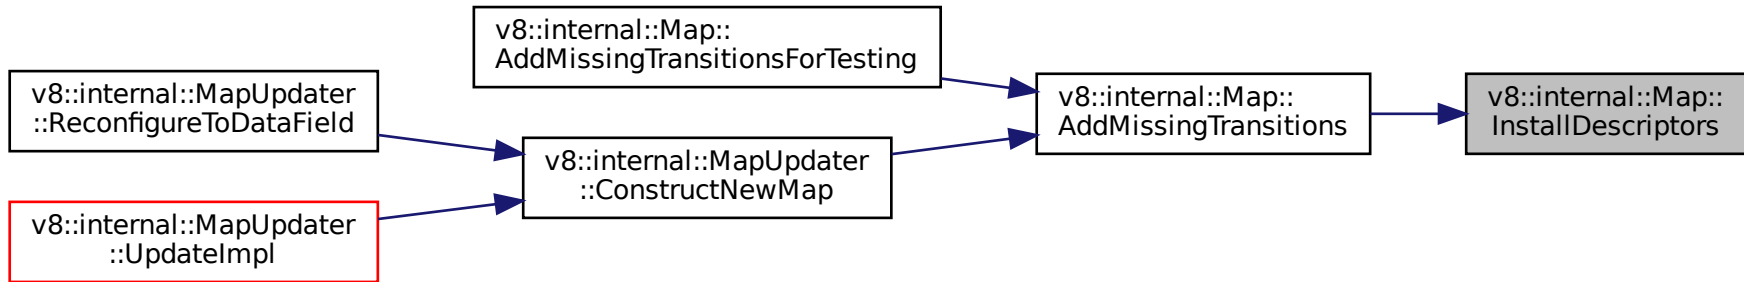 v8::internal::Map::
AddMissingTransitionsForTesting
v8::internal::MapUpdater
::ReconfigureToDataField
v8::internal::Map::
AddMissingTransitions
v8::internal::Map::
InstallDescriptors
v8::internal::MapUpdater
::ConstructNewMap
v8::internal::MapUpdater
::UpdateImpl